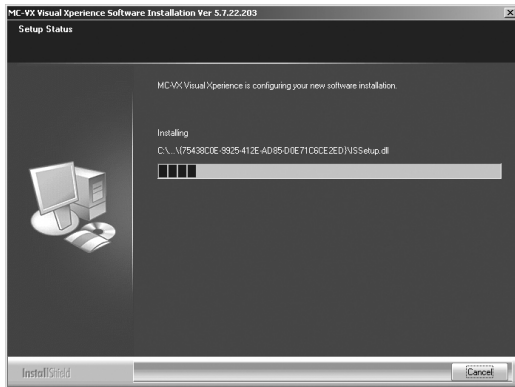 MC-VX Visual Xperience Software Installation Ver 5.7.22.203
Setup Status
MC-VX Visual Xperience is configuring your new software installation.
Installing
C:\...\{75438C0E-9925-412E-AD85-D0E71C6CE2ED}\ISSetup.dll
InstallShield
Cancel